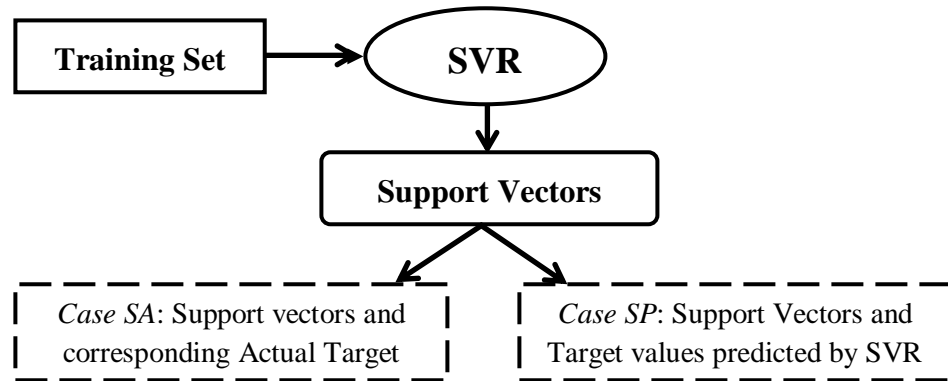 Training Set
SVR
Support Vectors
Case SA: Support vectors and
corresponding Actual Target
Case SP: Support Vectors and
Target values predicted by SVR